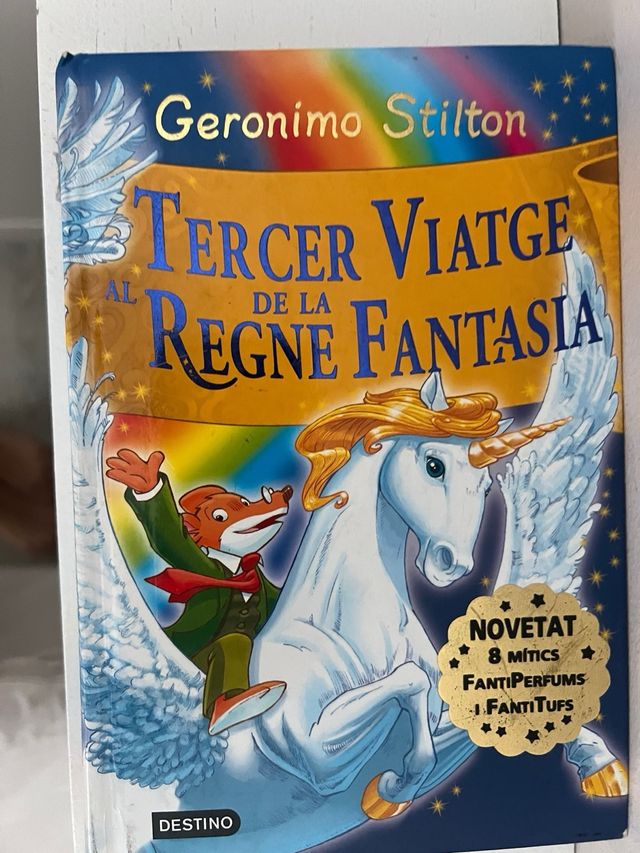 Geronimo Stilton
TERCER VIATGE
AL REGNE DE LA FANTASIA
NOVETAT
8 MÍTICS
FANTIPERFUMS
I FANTITUFS
DESTINO